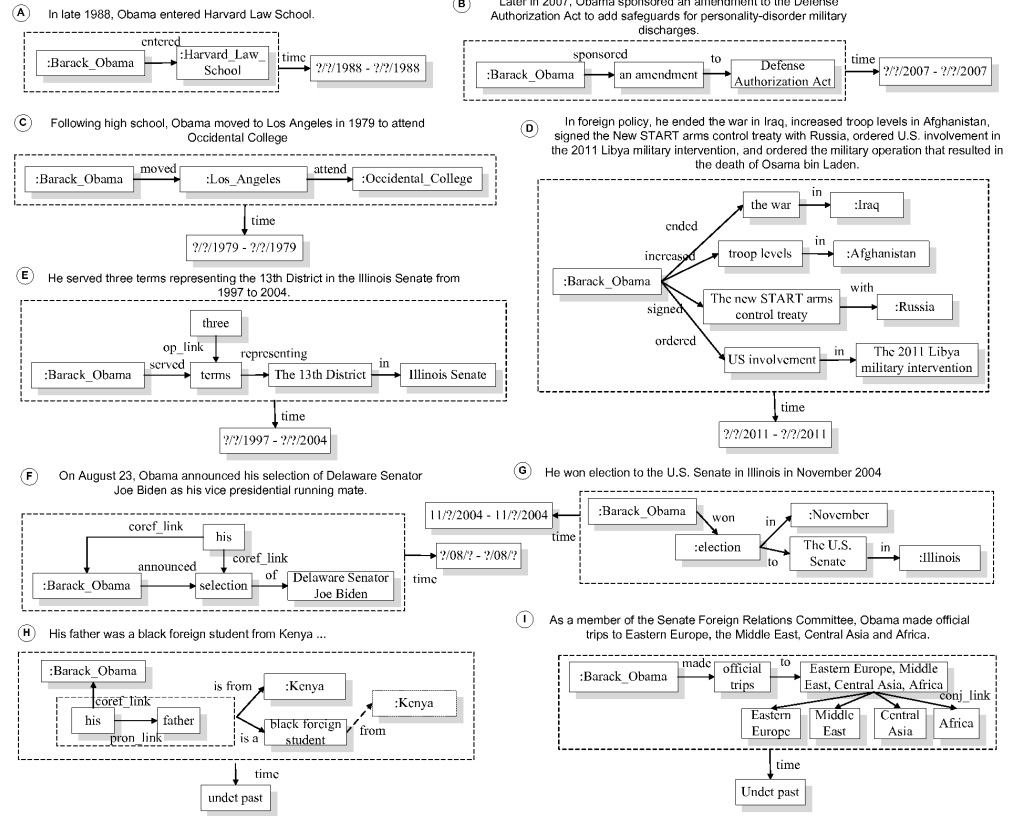 A
In late 1988, Obama entered Harvard Law School.
entered
:Barack_Obama
:Harvard_Law_
School
time
?/?/1988 - ?/?/1988
B
Later in 2007, Obama sponsored an amendment to the Defense
Authorization Act to add safeguards for personality-disorder military
discharges.
sponsored
to
:Barack_Obama
an amendment
Defense
Authorization Act
time
?/?/2007 - ?/?/2007
C
Following high school, Obama moved to Los Angeles in 1979 to attend
Occidental College
:Barack_Obama
moved
:Los_Angeles
attend
:Occidental_College
time
?/?/1979 - ?/?/1979
D
In foreign policy, he ended the war in Iraq, increased troop levels in Afghanistan,
signed the New START arms control treaty with Russia, ordered U.S. involvement in
the 2011 Libya military intervention, and ordered the military operation that resulted in
the death of Osama bin Laden.
:Barack_Obama
ended
the war
in
:Iraq
increased
troop levels
in
:Afghanistan
signed
The new START arms
control treaty
with
:Russia
ordered
US involvement
in
The 2011 Libya
military intervention
time
?/?/2011 - ?/?/2011
E
He served three terms representing the 13th District in the Illinois Senate from
1997 to 2004.
three
op_link
:Barack_Obama
served
terms
representing
The 13th District
in
Illinois Senate
time
?/?/1997 - ?/?/2004
F
On August 23, Obama announced his selection of Delaware Senator
Joe Biden as his vice presidential running mate.
coref_link
his
coref_link
:Barack_Obama
announced
selection
of
Delaware Senator
Joe Biden
time
?/08/? - ?/08/?
G
He won election to the U.S. Senate in Illinois in November 2004
11/?/2004 - 11/?/2004
time
:Barack_Obama
won
:election
in
:November
to
The U.S.
Senate
in
:Illinois
H
His father was a black foreign student from Kenya ...
:Barack_Obama
coref_link
his
father
pron_link
is from
:Kenya
is a
black foreign
student
from
:Kenya
time
undet past
I
As a member of the Senate Foreign Relations Committee, Obama made official
trips to Eastern Europe, the Middle East, Central Asia and Africa.
:Barack_Obama
made
official
trips
to
Eastern Europe, Middle
East, Central Asia, Africa
conj_link
Eastern
Europe
Middle
East
Central
Asia
Africa
time
Undet past